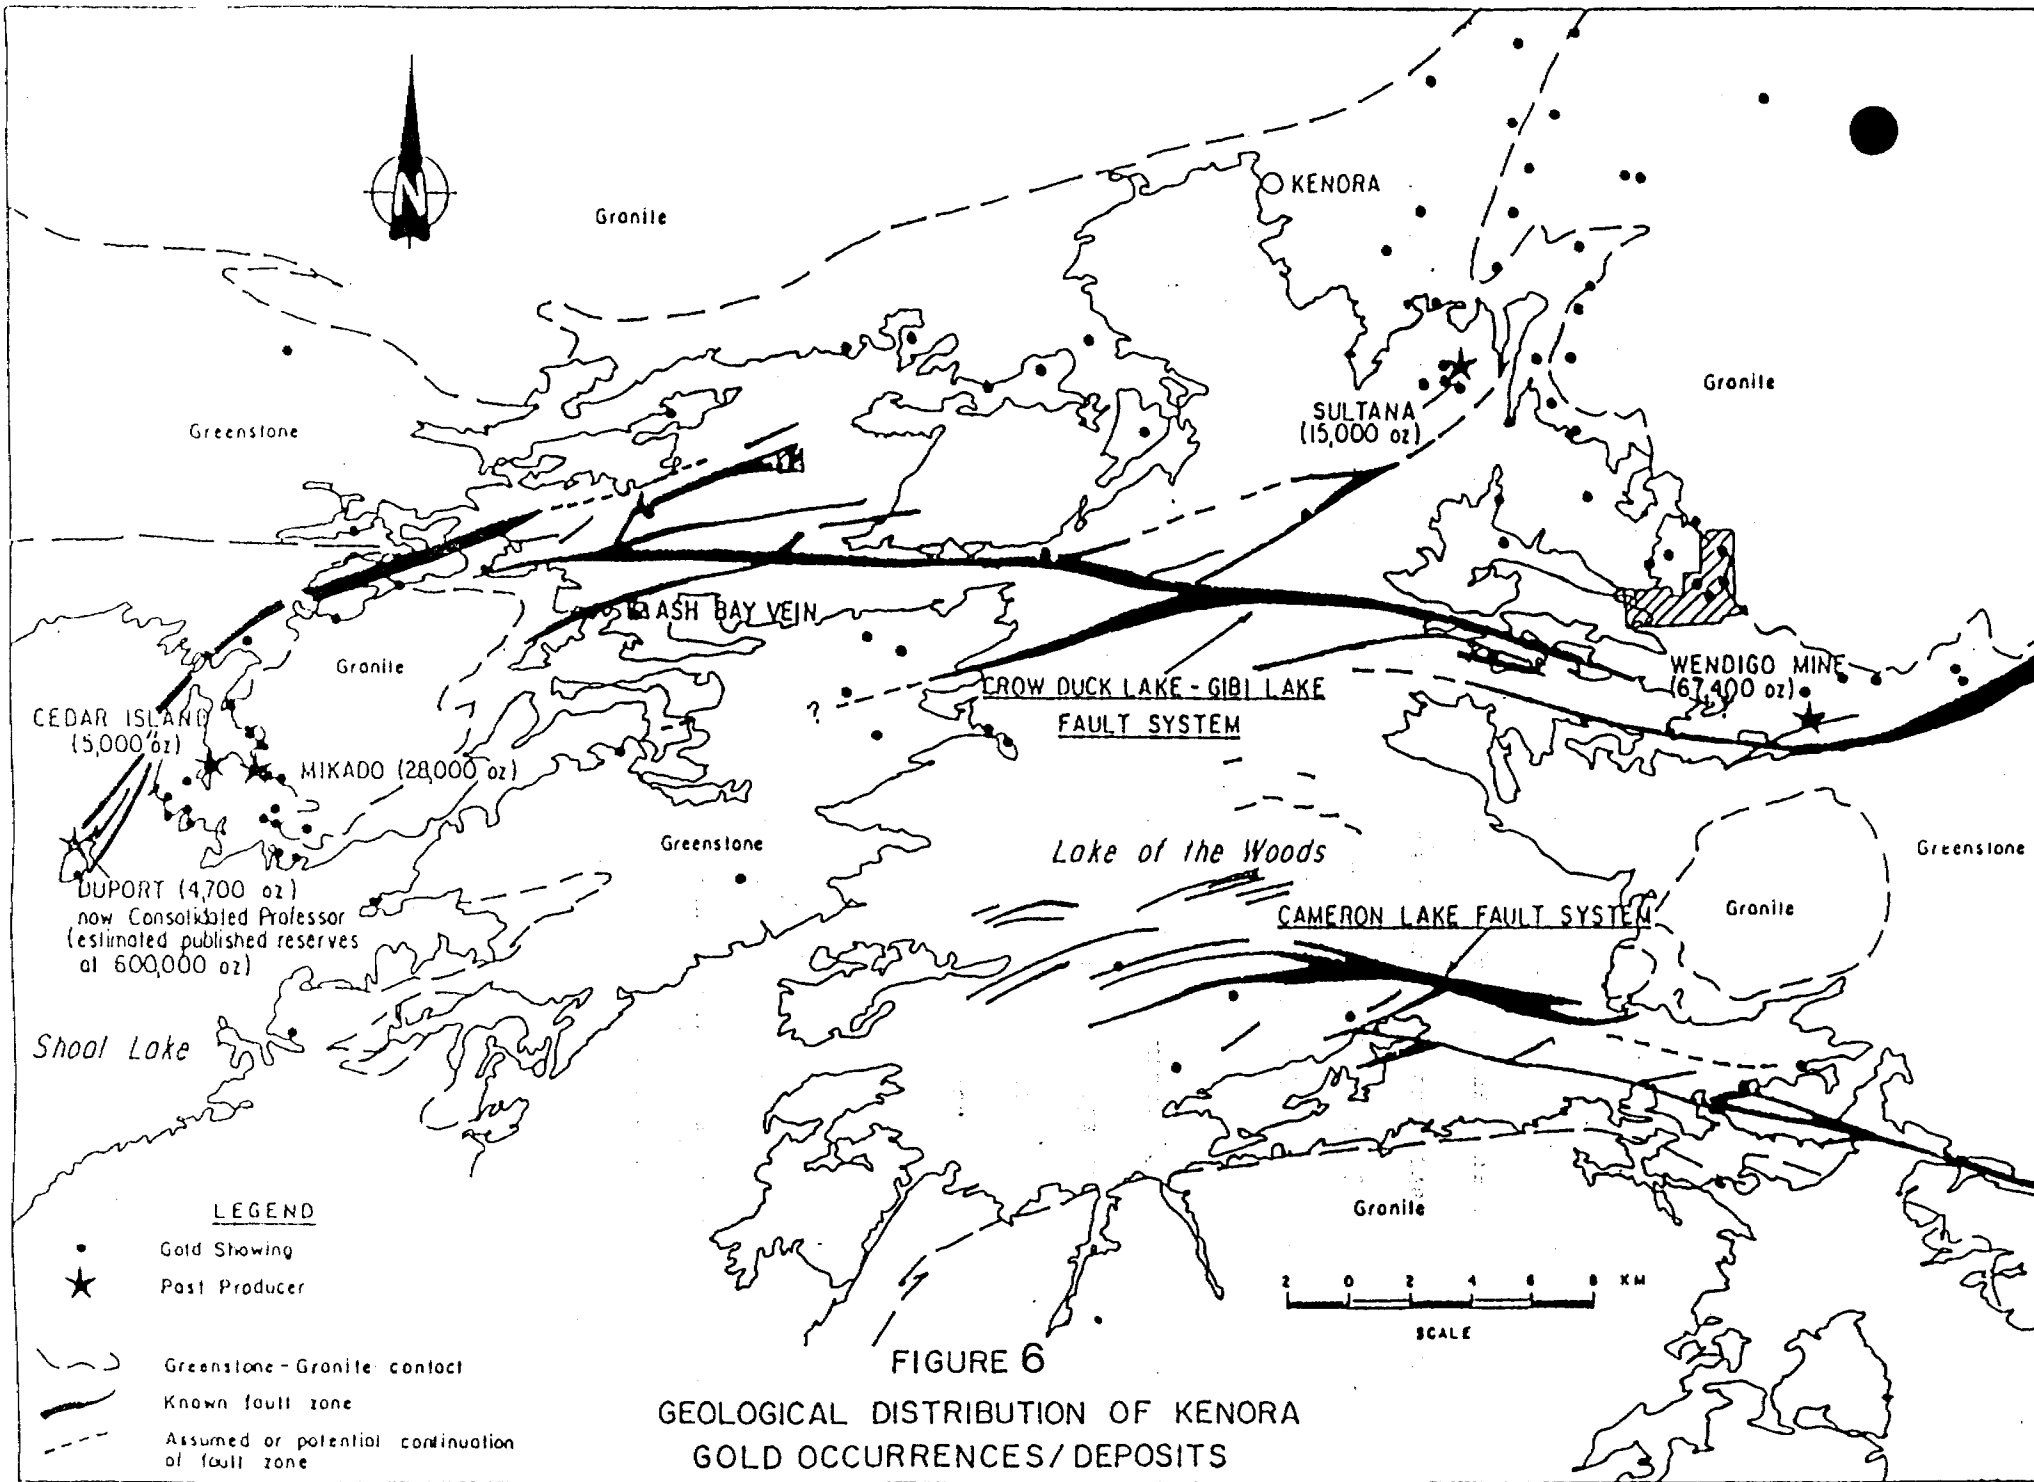 N
Granite
KENORA
Granite
Greenstone
SULTANA
(15,000 oz)
ASH BAY VEIN
Granite
CROW DUCK LAKE - GIBI LAKE
FAULT SYSTEM
?
WENDIGO MINE
(67,400 oz)
CEDAR ISLAND
(5,000 oz)
MIKADO (28,000 oz)
Greenstone
Lake of the Woods
Greenstone
CAMERON LAKE FAULT SYSTEM
Granite
DUPORT (4,700 oz)
now Consolidated Professor
(estimated published reserves
at 600,000 oz)
Shoal Lake
Granite
LEGEND
Gold Showing
Past Producer
Greenstone-Granite contact
Known fault zone
Assumed or potential continuation
of fault zone
2 0 2 4 6 8 KM
SCALE
FIGURE 6
GEOLOGICAL DISTRIBUTION OF KENORA
GOLD OCCURRENCES/DEPOSITS